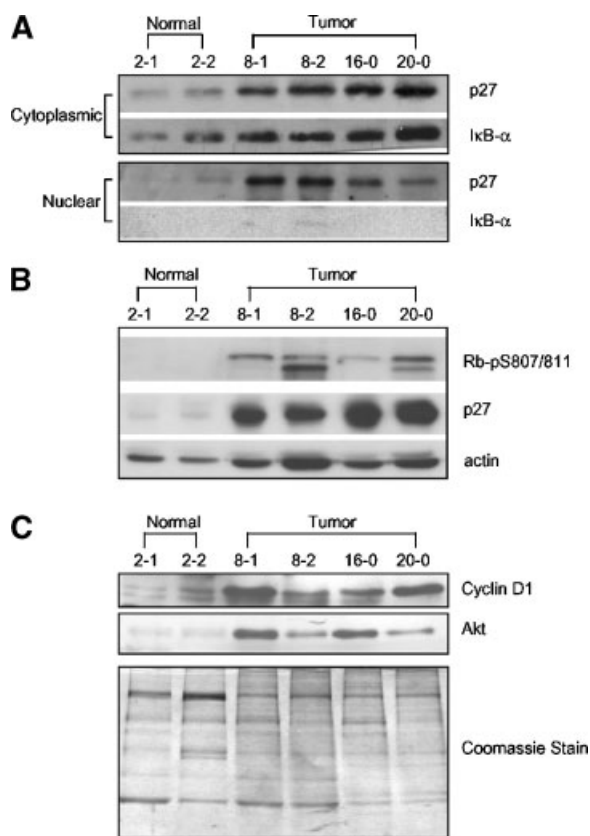 A
Normal Tumor
2-1 2-2 8-1 8-2 16-0 20-0
Cytoplasmic
p27
IκB-α
Nuclear
p27
IκB-α
B
Normal Tumor
2-1 2-2 8-1 8-2 16-0 20-0
Rb-pS807/811
p27
actin
C
Normal Tumor
2-1 2-2 8-1 8-2 16-0 20-0
Cyclin D1
Akt
Coomassie Stain